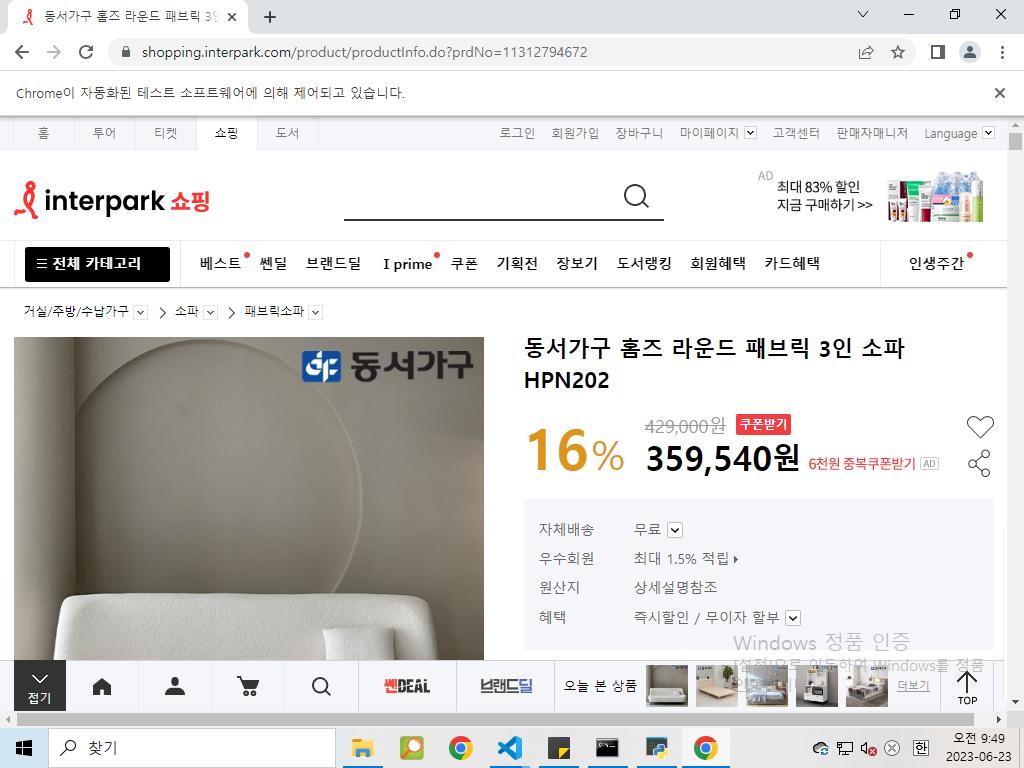 동서가구 홈즈 라운드 패브릭 3인
shopping.interpark.com/product/productInfo.do?prdNo=11312794672
Chrome이 자동화된 테스트 소프트웨어에 의해 제어되고 있습니다.
홈 투어 티켓 쇼핑 도서 로그인 회원가입 장바구니 마이페이지 고객센터 판매자매니저 Language
interpark 쇼핑
AD 최대 83% 할인
지금 구매하기 >>
전체 카테고리 베스트 쎈딜 브랜드딜 I prime 쿠폰 기획전 장보기 도서랭킹 회원혜택 카드혜택 인생주간
거실/주방/수납가구 소파 패브릭소파
동서가구
동서가구 홈즈 라운드 패브릭 3인 소파
HPN202
16% 429,000원 쿠폰받기
359,540원 6천원 중복쿠폰받기 AD
자체배송 무료
우수회원 최대 1.5% 적립
원산지 상세설명참조
혜택 즉시할인 / 무이자 할부
Windows 정품 인증
[설정]으로 이동하여 Windows를 정품
접기 쎈DEAL 브랜드딜 오늘 본 상품 더보기 TOP
찾기
한 오전 9:49
2023-06-23